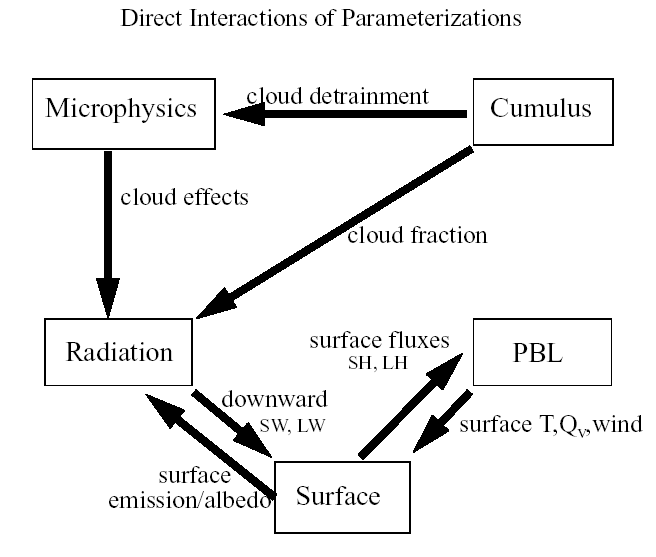 Direct Interactions of Parameterizations
Microphysics
cloud detrainment
Cumulus
cloud effects
cloud fraction
Radiation
surface fluxes
SH, LH
PBL
downward
SW, LW
surface T,Qv,wind
surface
emission/albedo
Surface